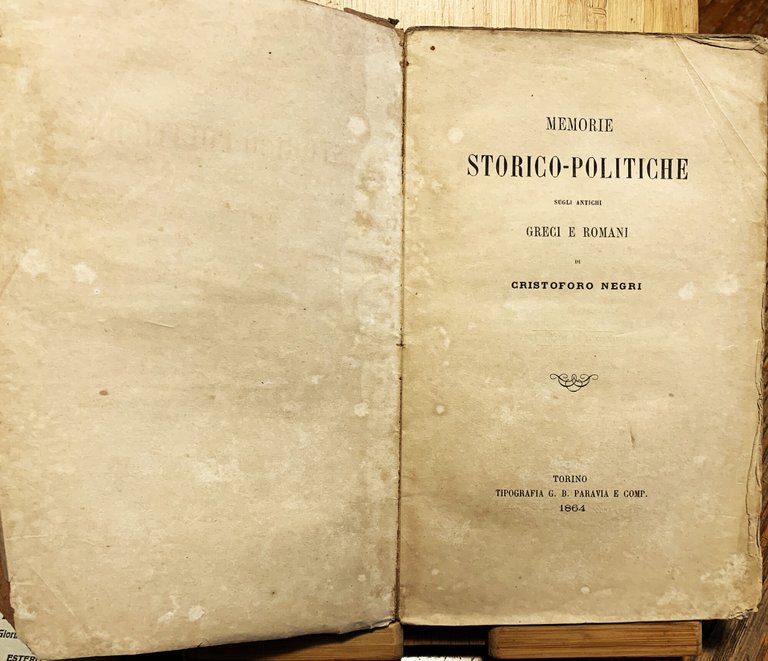 MEMORIE
STORICO-POLITICHE
SUGLI ANTICHI
GRECI E ROMANI
DI
CRISTOFORO NEGRI
TORINO
TIPOGRAFIA G. B. PARAVIA E COMP.
1864